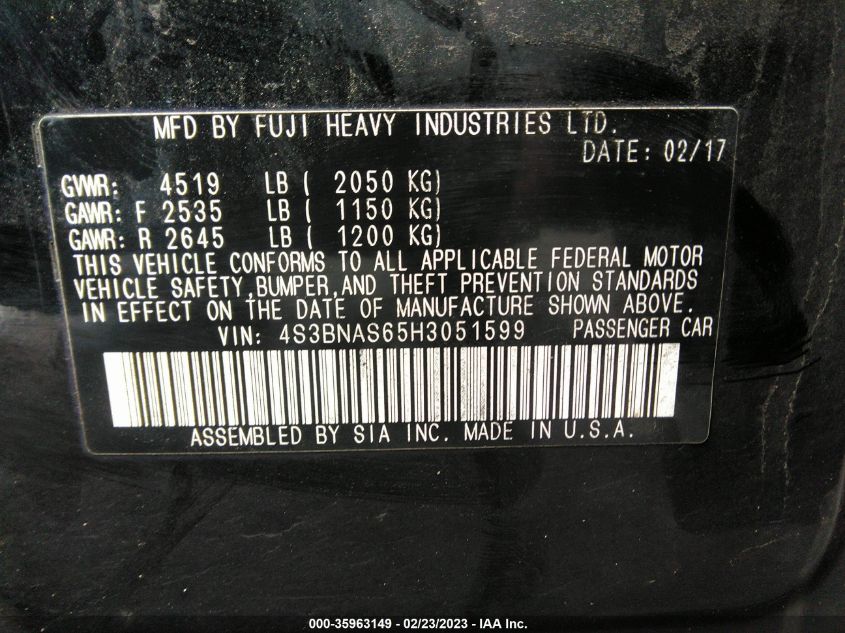 MFD BY FUJI HEAVY INDUSTRIES LTD.
DATE: 02/17
GVWR: 4519 LB ( 2050 KG)
GAWR: F 2535 LB ( 1150 KG)
GAWR: R 2645 LB ( 1200 KG)
THIS VEHICLE CONFORMS TO ALL APPLICABLE FEDERAL MOTOR
VEHICLE SAFETY,BUMPER,AND THEFT PREVENTION STANDARDS
IN EFFECT ON THE DATE OF MANUFACTURE SHOWN ABOVE.
VIN: 4S3BNAS65H3051599 PASSENGER CAR
ASSEMBLED BY SIA INC. MADE IN U.S.A.
000-35963149 - 02/23/2023 - IAA Inc.